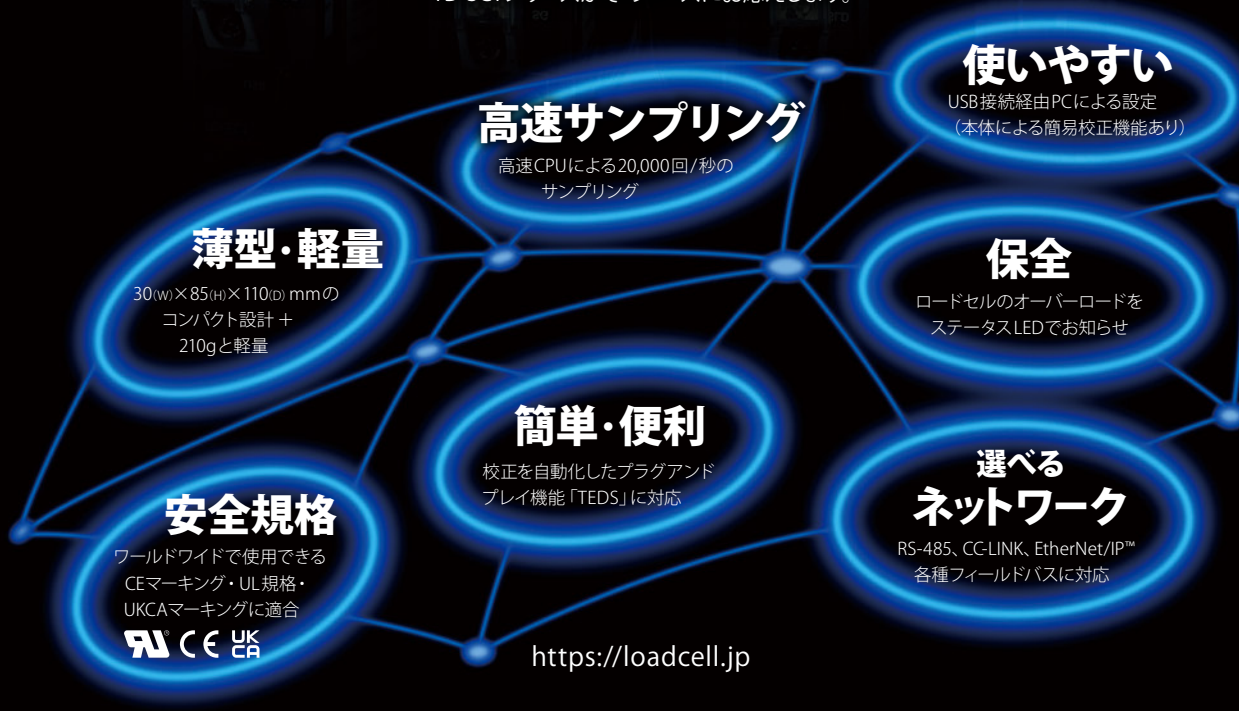 高速サンプリング
高速CPUによる20,000回/秒の
サンプリング
使いやすい
USB接続経由PCによる設定
（本体による簡易校正機能あり）
薄型・軽量
30(W)×85(H)×110(D) mmの
コンパクト設計 +
210gと軽量
保全
ロードセルのオーバーロードを
ステータスLEDでお知らせ
簡単・便利
校正を自動化したプラグアンド
プレイ機能「TEDS」に対応
選べる
ネットワーク
RS-485、CC-LINK、EtherNet/IP™
各種フィールドバスに対応
安全規格
ワールドワイドで使用できる
CEマーキング・UL規格・
UKCAマーキングに適合
CE UK
CA
https://loadcell.jp